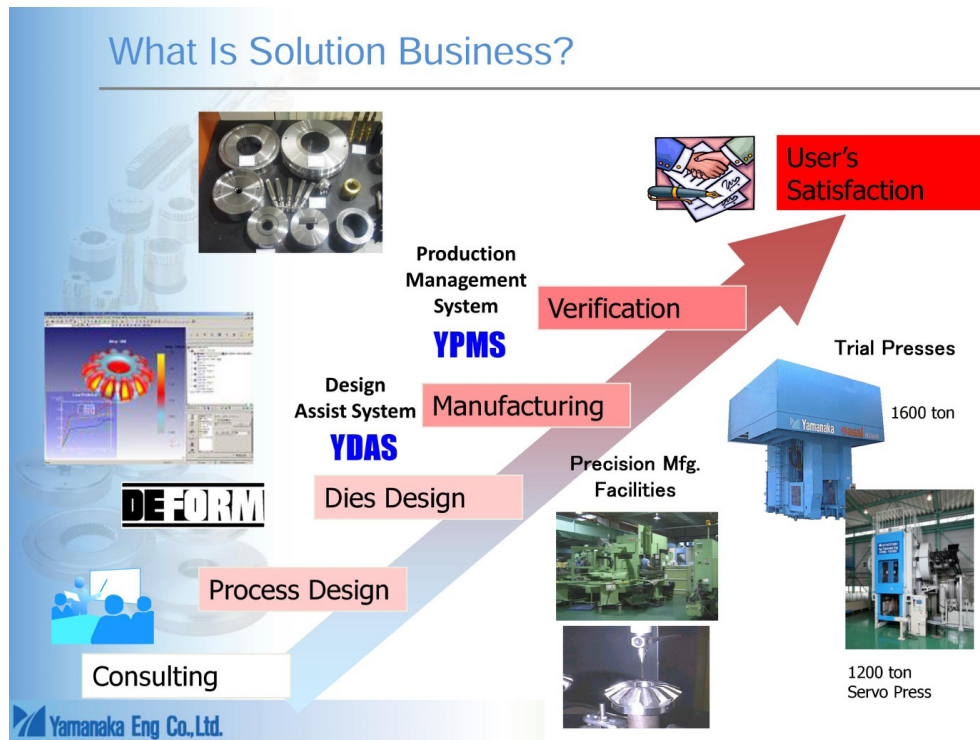 What Is Solution Business?
User's
Satisfaction
Production
Management
System
YPMS
Verification
Trial Presses
1600 ton
Yamanaka
Design
Assist System
YDAS
Manufacturing
Precision Mfg.
Facilities
DEFORM
Dies Design
Process Design
Consulting
1200 ton
Servo Press
Yamanaka Eng Co.,Ltd.